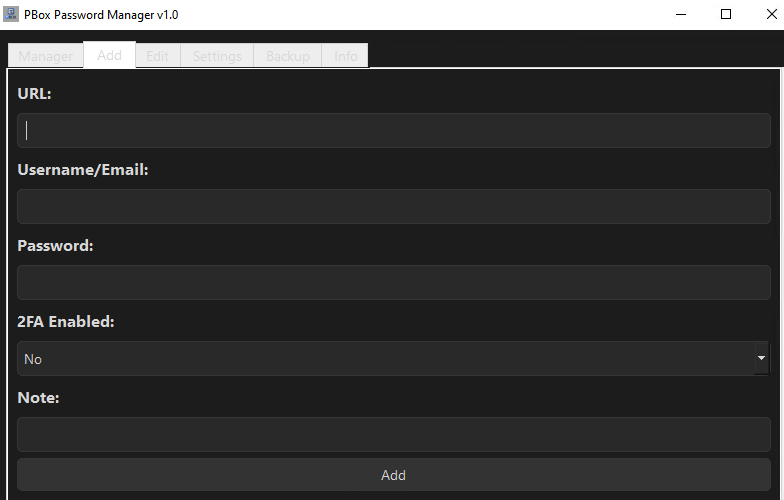 PBox Password Manager v1.0
Manager Add Edit Settings Backup Info
URL:
Username/Email:
Password:
2FA Enabled:
No
Note:
Add